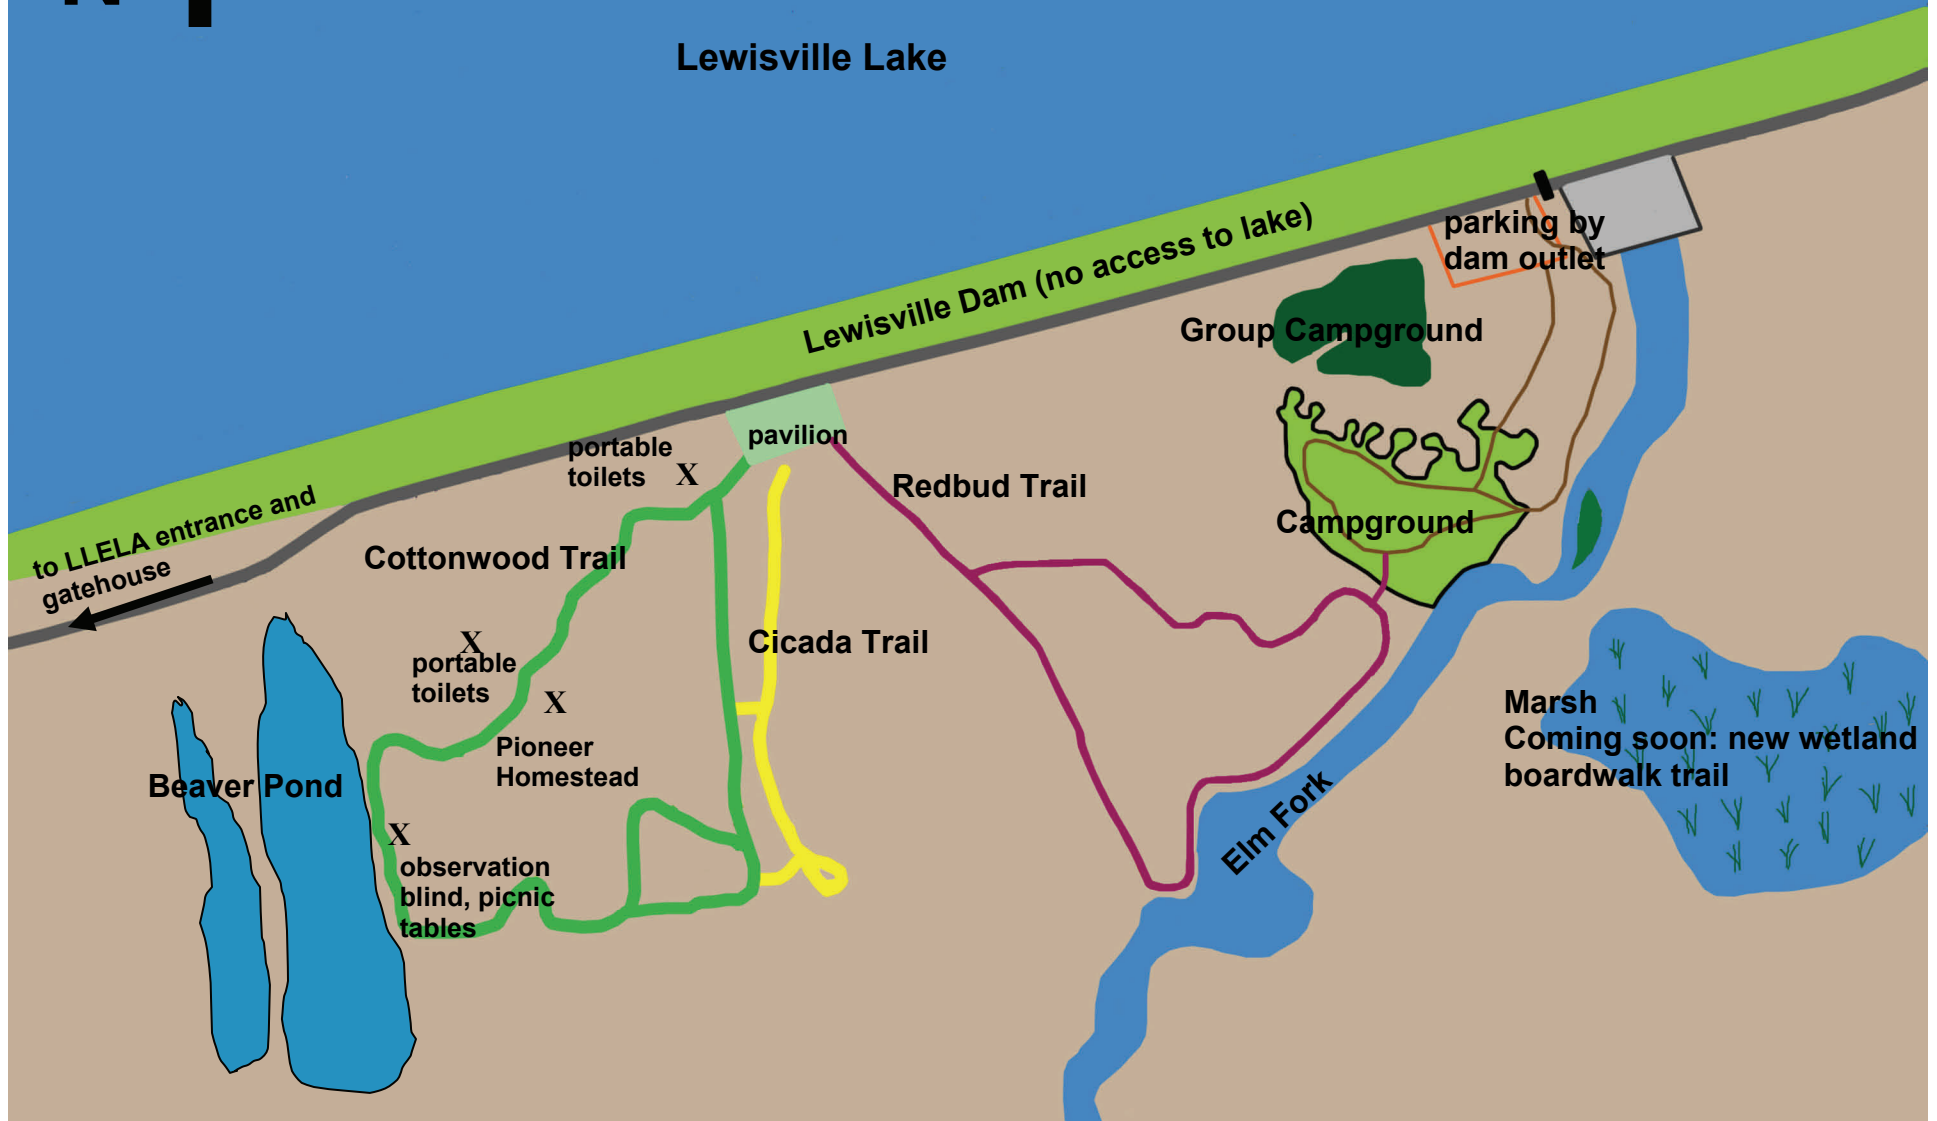 N
Lewisville Lake
Lewisville Dam (no access to lake)
parking by
dam outlet
Group Campground
pavilion
portable
toilets X
Redbud Trail
to LLELA entrance and
gatehouse
Cottonwood Trail
Campground
X
portable
toilets
Cicada Trail
X
Pioneer
Homestead
Marsh
Coming soon: new wetland
boardwalk trail
Beaver Pond
X
observation
blind, picnic
tables
Elm Fork